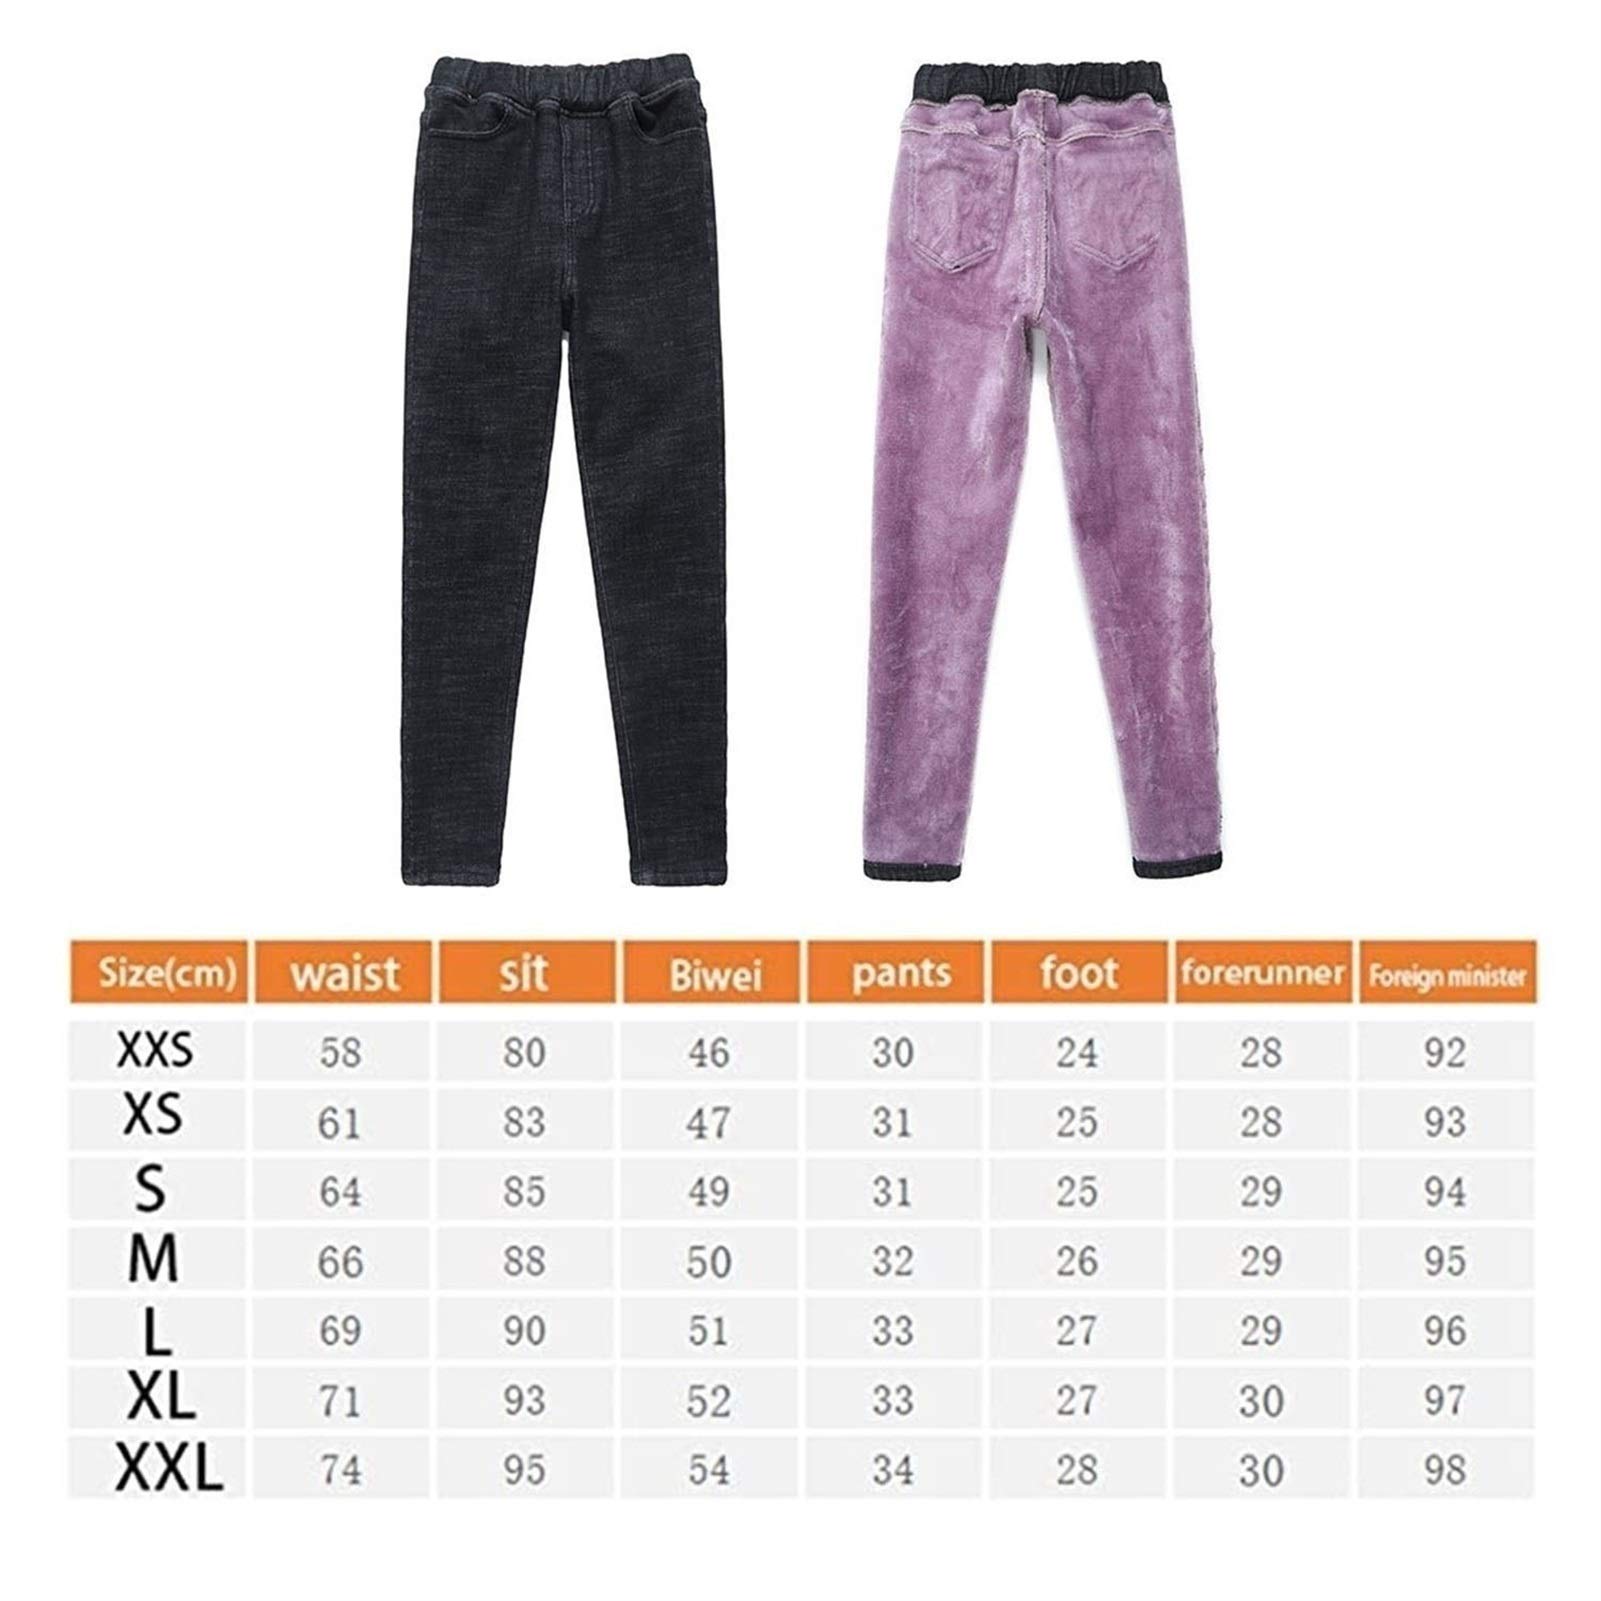 Size(cm) waist sit Biwei pants foot forerunner Foreign minister
XXS 58 80 46 30 24 28 92
XS 61 83 47 31 25 28 93
S 64 85 49 31 25 29 94
M 66 88 50 32 26 29 95
L 69 90 51 33 27 29 96
XL 71 93 52 33 27 30 97
XXL 74 95 54 34 28 30 98